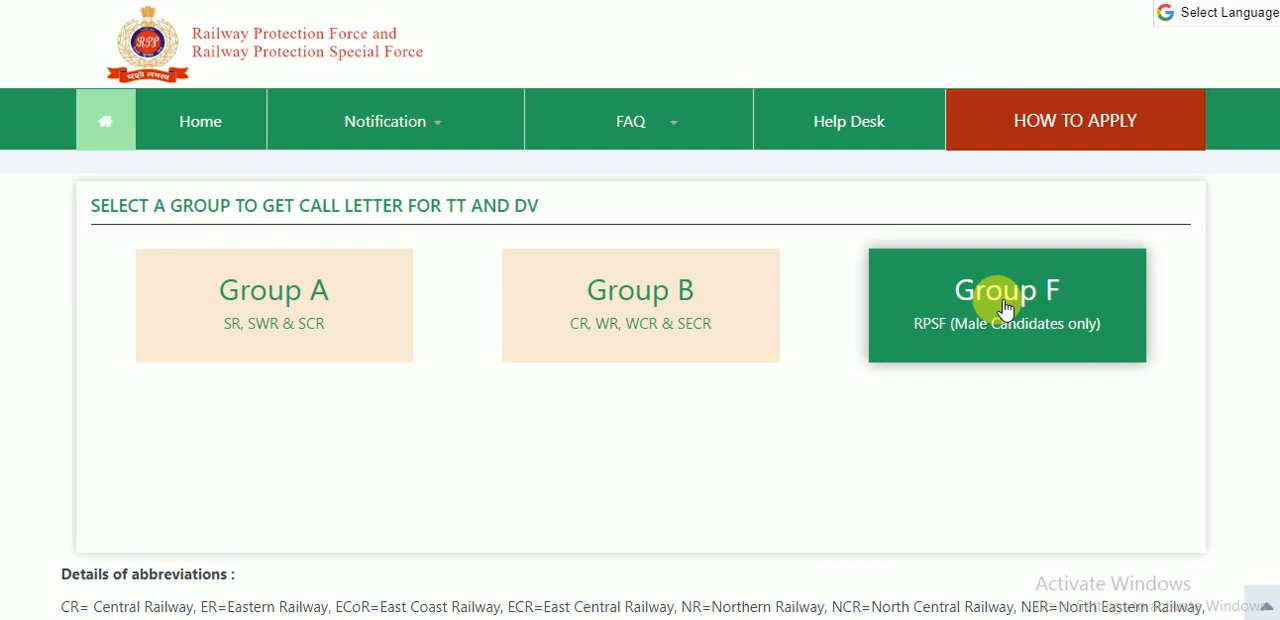 Select Language
Railway Protection Force and
Railway Protection Special Force
Home
Notification
FAQ
Help Desk
HOW TO APPLY
SELECT A GROUP TO GET CALL LETTER FOR TT AND DV
Group A
SR, SWR & SCR
Group B
CR, WR, WCR & SECR
Group F
RPSF (Male Candidates only)
Details of abbreviations :
Activate Windows
CR= Central Railway, ER=Eastern Railway, ECoR=East Coast Railway, ECR=East Central Railway, NR=Northern Railway, NCR=North Central Railway, NER=North Eastern Railway,